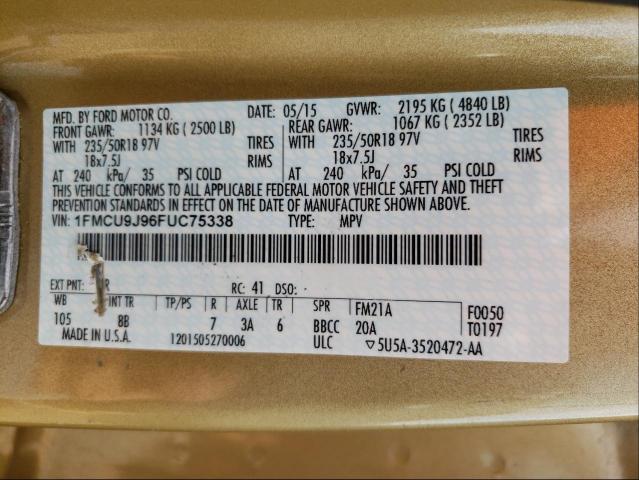 MFD. BY FORD MOTOR CO. DATE: 05/15 GVWR: 2195 KG ( 4840 LB)
FRONT GAWR: 1134 KG ( 2500 LB) REAR GAWR: 1067 KG ( 2352 LB)
WITH 235/50R18 97V TIRES WITH 235/50R18 97V TIRES
18x7.5J RIMS 18x7.5J RIMS
AT 240 kPa/ 35 PSI COLD AT 240 kPa/ 35 PSI COLD
THIS VEHICLE CONFORMS TO ALL APPLICABLE FEDERAL MOTOR VEHICLE SAFETY AND THEFT
PREVENTION STANDARDS IN EFFECT ON THE DATE OF MANUFACTURE SHOWN ABOVE.
VIN: 1FMCU9J96FUC75338 TYPE: MPV
EXT PNT: RC: 41 DSO:
WB INT TR TP/PS R AXLE TR SPR FM21A F0050
105 8B 7 3A 6 BBCC 20A T0197
MADE IN U.S.A. 1201505270006 ULC ▽5U5A-3520472-AA